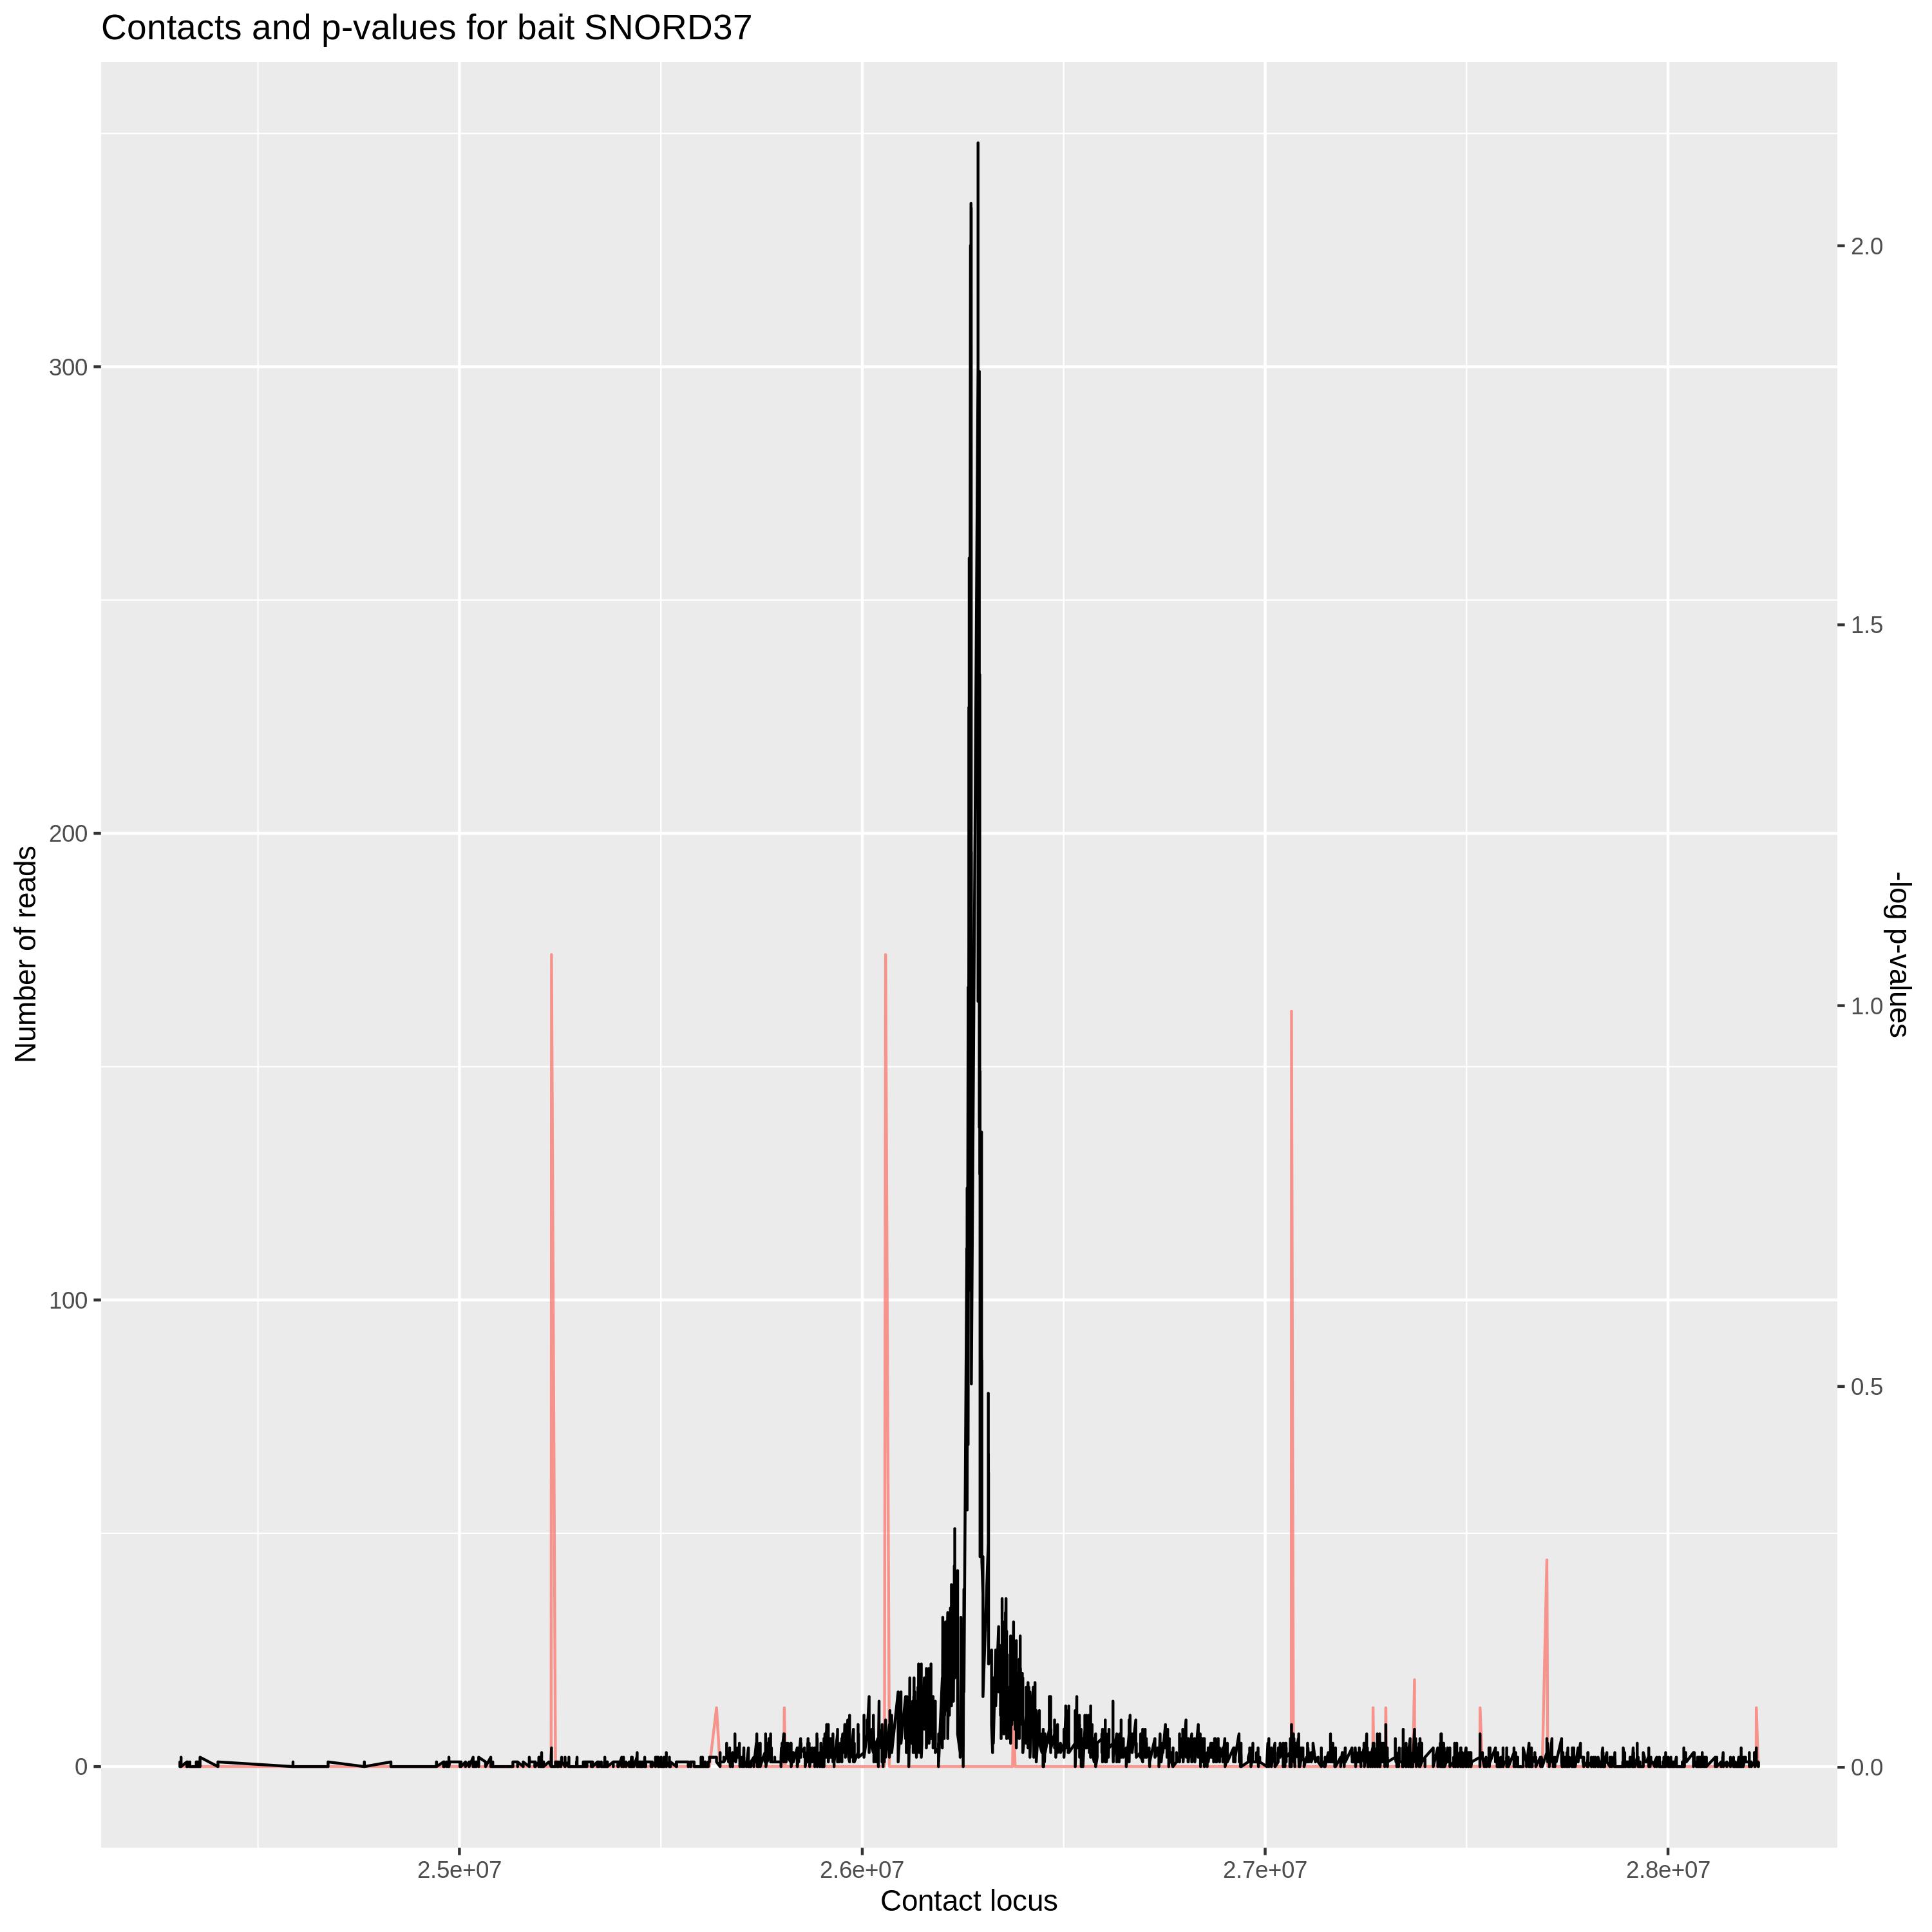 Contacts and p-values for bait SNORD37
Number of reads
300
200
100
0
2.0
1.5
1.0
0.5
0.0
-log p-values
2.5e+07 2.6e+07 2.7e+07 2.8e+07
Contact locus